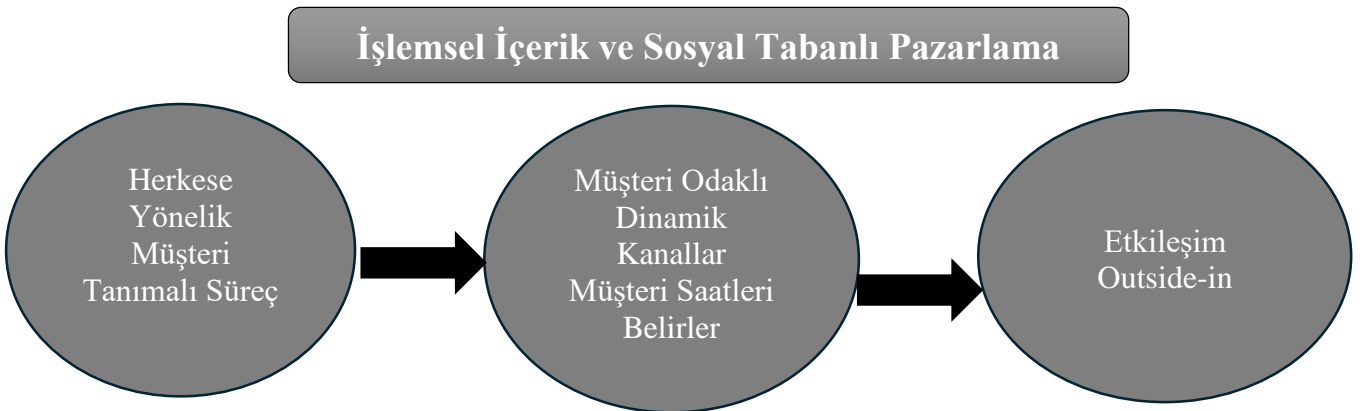 İşlemsel İçerik ve Sosyal Tabanlı Pazarlama
Herkese
Yönelik
Müşteri
Tanımalı Süreç
Müşteri Odaklı
Dinamik
Kanallar
Müşteri Saatleri
Belirler
Etkileşim
Outside-in